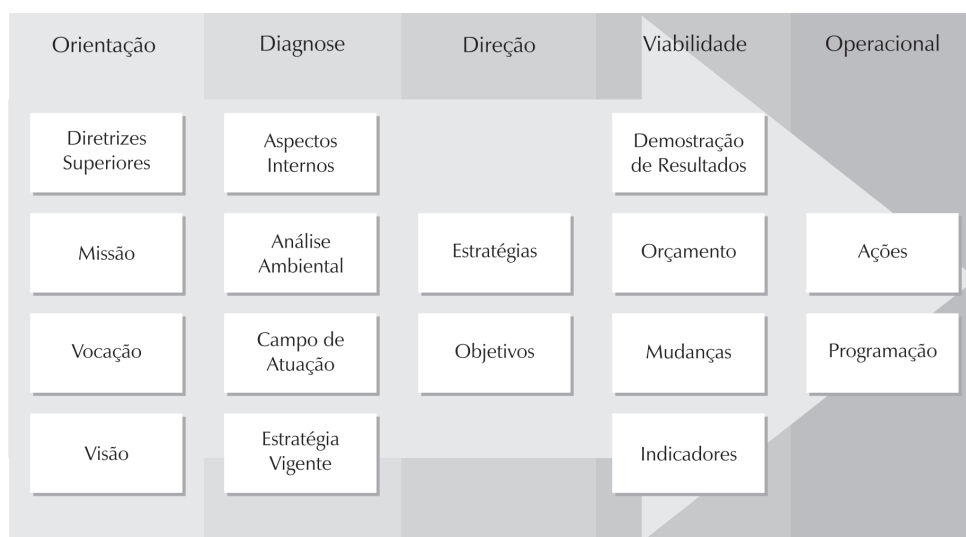 Orientação
Diagnose
Direção
Viabilidade
Operacional
Diretrizes
Superiores
Missão
Vocação
Visão
Aspectos
Internos
Análise
Ambiental
Campo de
Atuação
Estratégia
Vigente
Estratégias
Objetivos
Demostração
de Resultados
Orçamento
Mudanças
Indicadores
Ações
Programação